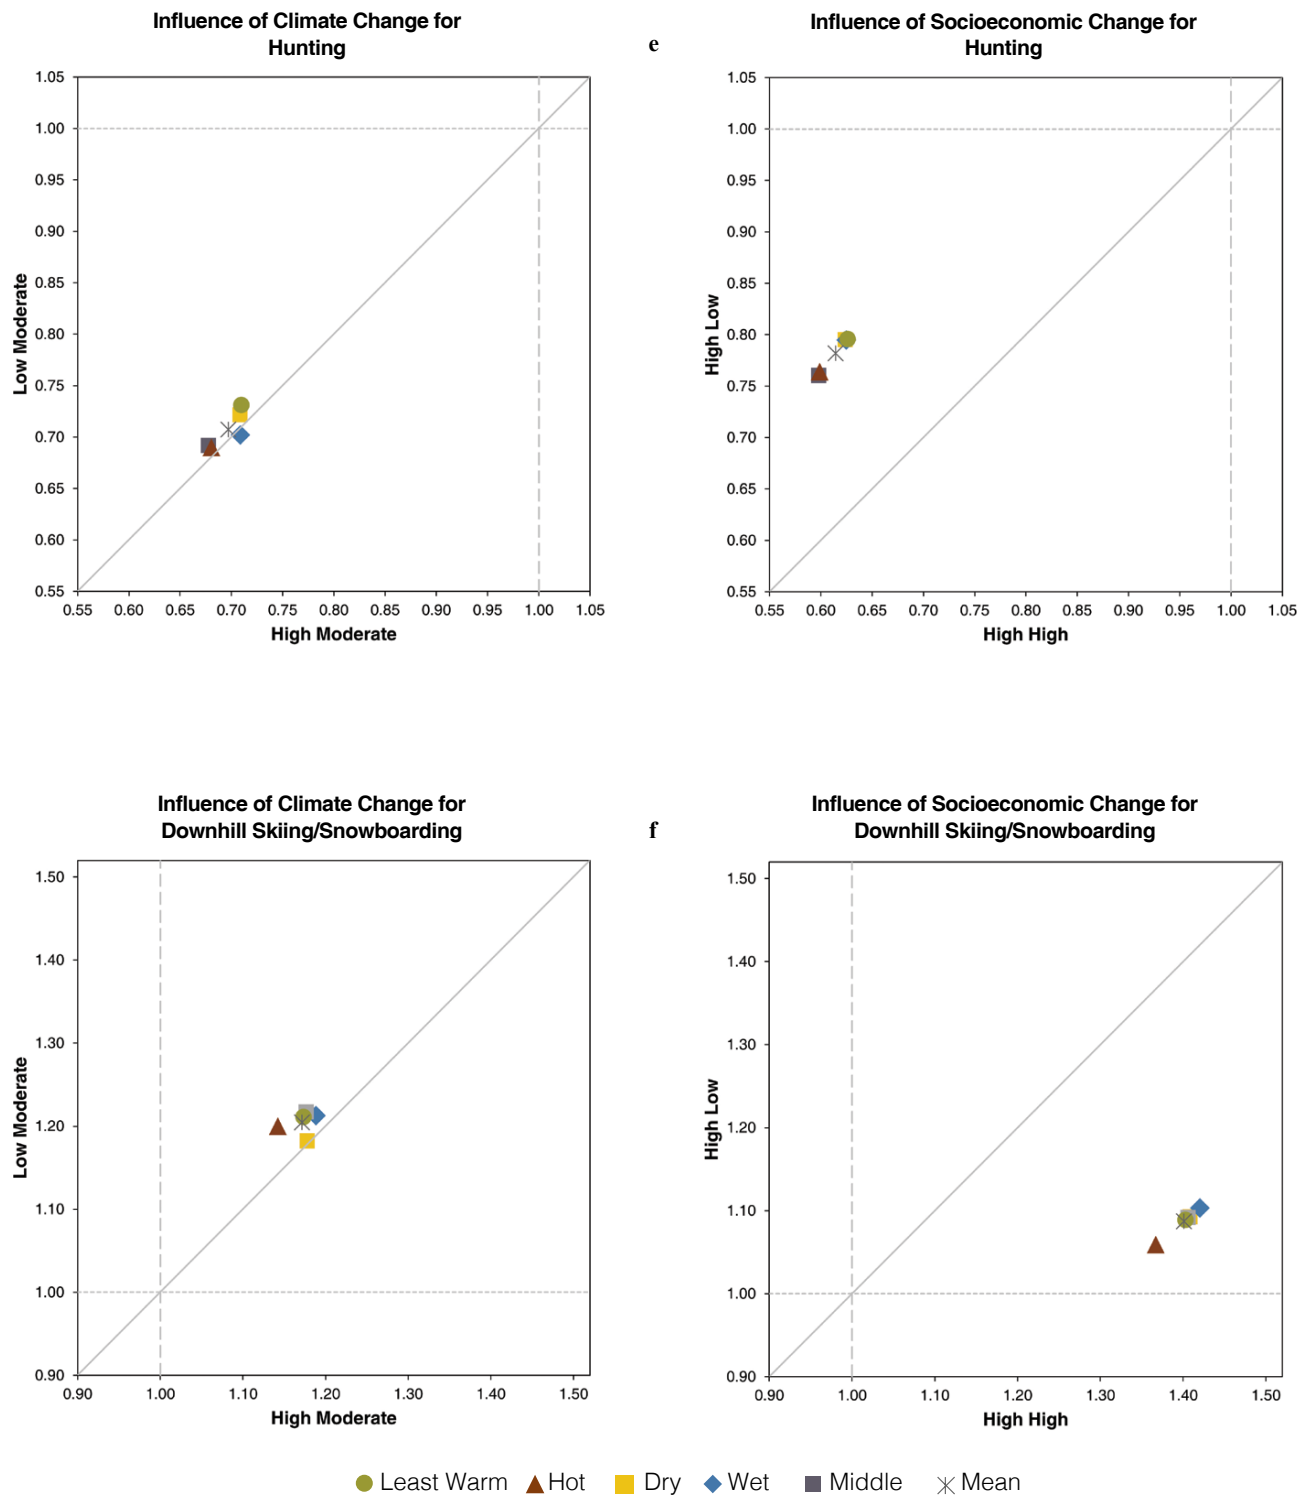 Influence of Climate Change for
Hunting
1.05
1.00
0.95
0.90
0.85
0.80
0.75
0.70
0.65
0.60
0.55
Low Moderate
0.55 0.60 0.65 0.70 0.75 0.80 0.85 0.90 0.95 1.00 1.05
High Moderate
e
Influence of Socioeconomic Change for
Hunting
1.05
1.00
0.95
0.90
0.85
0.80
0.75
0.70
0.65
0.60
0.55
High Low
0.55 0.60 0.65 0.70 0.75 0.80 0.85 0.90 0.95 1.00 1.05
High High
Influence of Climate Change for
Downhill Skiing/Snowboarding
1.50
1.40
1.30
1.20
1.10
1.00
0.90
Low Moderate
0.90 1.00 1.10 1.20 1.30 1.40 1.50
High Moderate
f
Influence of Socioeconomic Change for
Downhill Skiing/Snowboarding
1.50
1.40
1.30
1.20
1.10
1.00
0.90
High Low
0.90 1.00 1.10 1.20 1.30 1.40 1.50
High High
Least Warm Hot Dry Wet Middle Mean